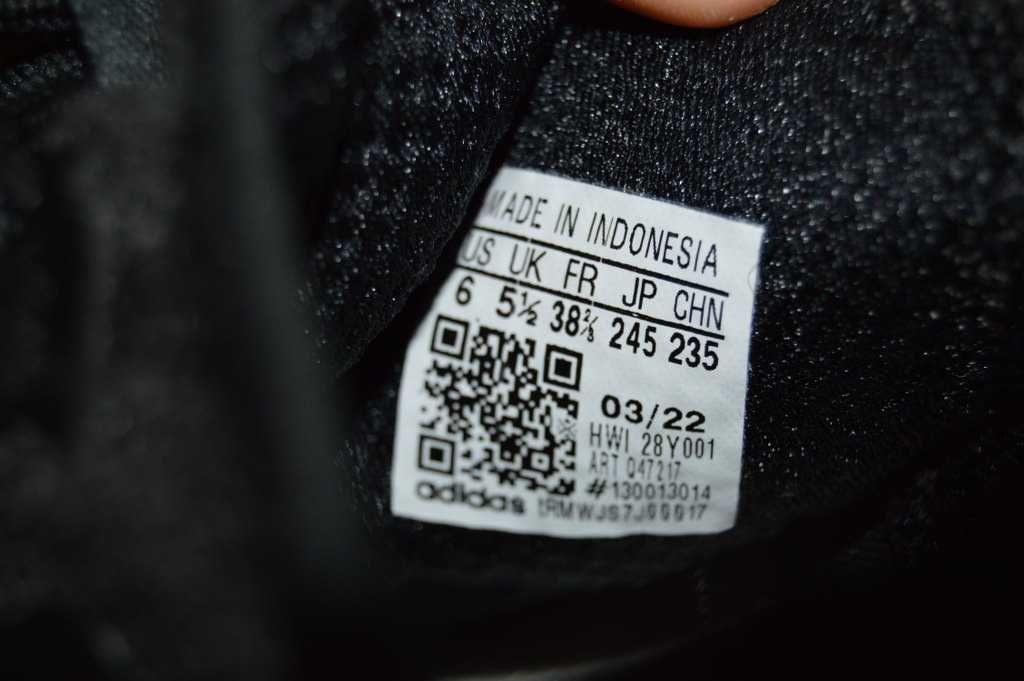 MADE IN INDONESIA
US UK FR JP CHN
6 5½ 38⅔ 245 235
03/22
HWI 28Y001
ART Q47217
#130013014
adidas